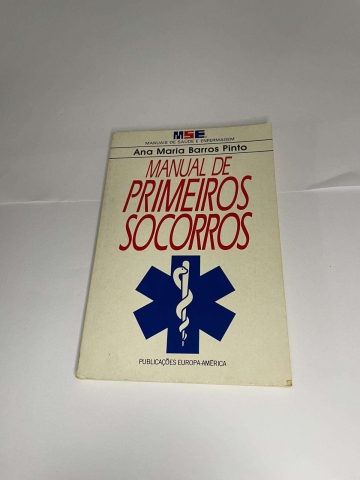 MSE
MANUAIS DE SAÚDE E ENFERMAGEM
Ana Maria Barros Pinto
MANUAL DE
PRIMEIROS
SOCORROS
PUBLICAÇÕES EUROPA-AMÉRICA